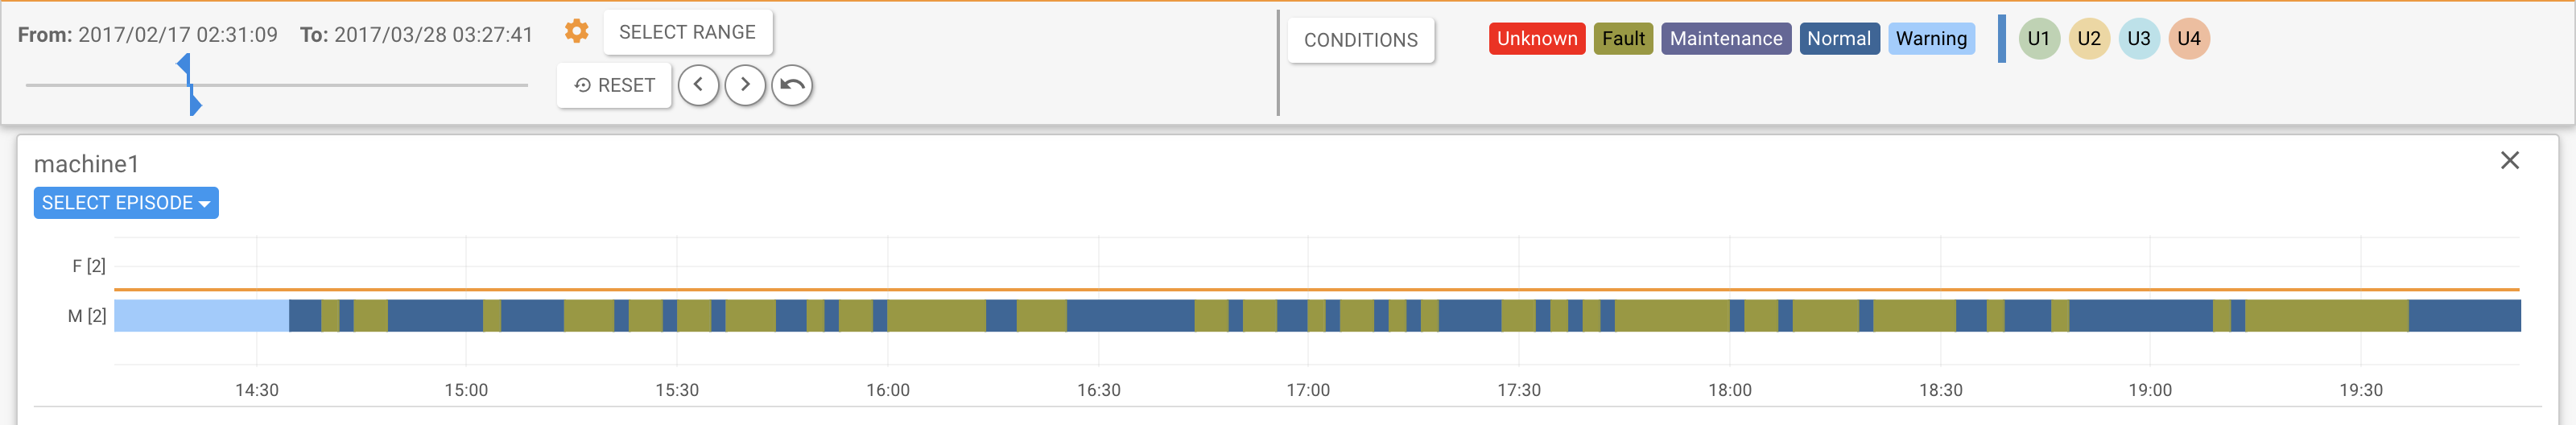 From: 2017/02/17 02:31:09 To: 2017/03/28 03:27:41
SELECT RANGE
RESET
CONDITIONS
Unknown Fault Maintenance Normal Warning U1 U2 U3 U4
machine1
SELECT EPISODE
F [2]
M [2]
14:30 15:00 15:30 16:00 16:30 17:00 17:30 18:00 18:30 19:00 19:30